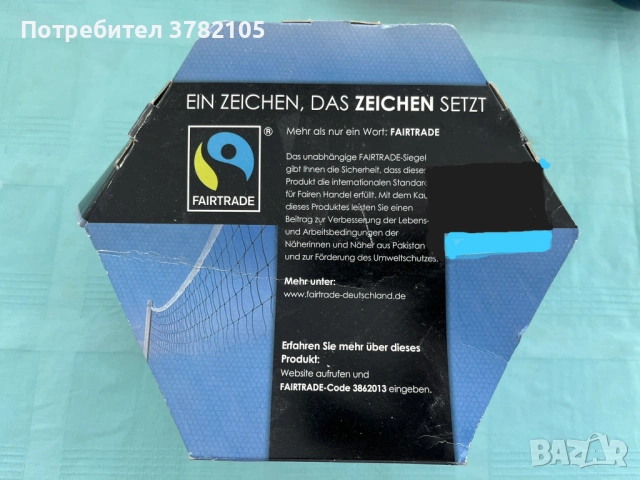 Потребител 3782105
EIN ZEICHEN, DAS ZEICHEN SETZT
FAIRTRADE
®
Mehr als nur ein Wort: FAIRTRADE
Das unabhängige FAIRTRADE-Siegel
gibt Ihnen die Sicherheit, dass dieses
Produkt die internationalen Standards
für Fairen Handel erfüllt. Mit dem Kauf
dieses Produktes leisten Sie einen
Beitrag zur Verbesserung der Lebens-
und Arbeitsbedingungen der
Näherinnen und Näher aus Pakistan
und zur Förderung des Umweltschutzes.
Mehr unter:
www.fairtrade-deutschland.de
Erfahren Sie mehr über dieses
Produkt:
Website aufrufen und
FAIRTRADE-Code 3862013 eingeben.
BAZAR